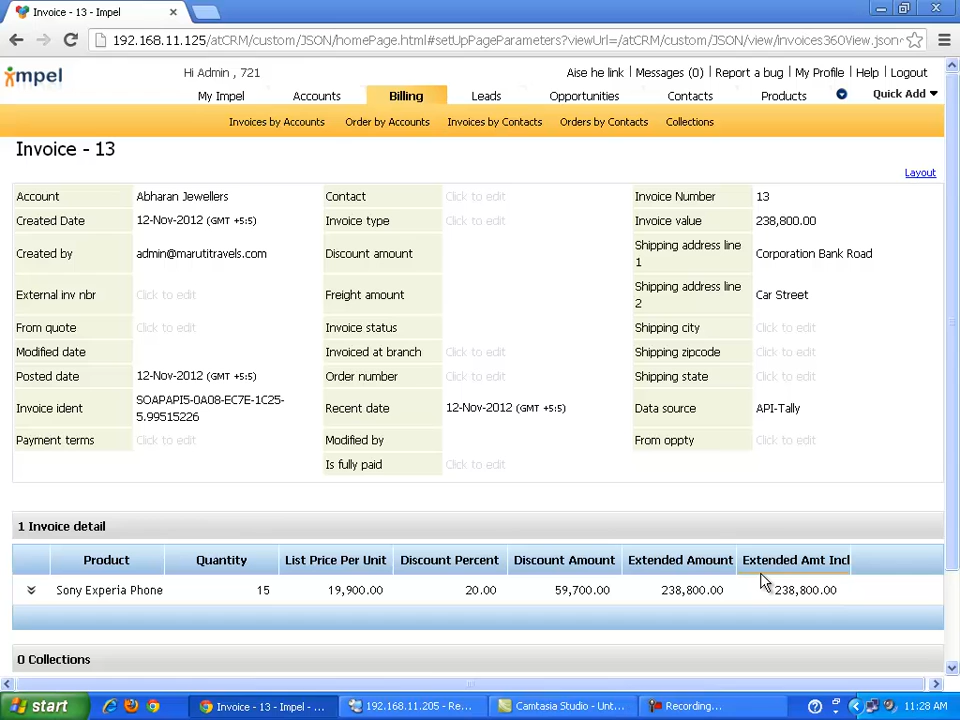 Invoice - 13 - Impel
192.168.11.125/atCRM/custom/JSON/homePage.html#setUpPageParameters?viewUrl=/atCRM/custom/JSON/view/invoices360View.json
impel
Hi Admin , 721
Aise he link | Messages (0) | Report a bug | My Profile | Help | Logout
My Impel Accounts Billing Leads Opportunities Contacts Products Quick Add
Invoices by Accounts Order by Accounts Invoices by Contacts Orders by Contacts Collections
Invoice - 13
Layout
Account Abharan Jewellers Contact Click to edit Invoice Number 13
Created Date 12-Nov-2012 (GMT +5:5) Invoice type Click to edit Invoice value 238,800.00
Created by admin@marutitravels.com Discount amount Shipping address line 1 Corporation Bank Road
External inv nbr Click to edit Freight amount Shipping address line 2 Car Street
From quote Click to edit Invoice status Shipping city Click to edit
Modified date Invoiced at branch Click to edit Shipping zipcode Click to edit
Posted date 12-Nov-2012 (GMT +5:5) Order number Click to edit Shipping state Click to edit
Invoice ident SOAPAPI5-0A08-EC7E-1C25-5.99515226 Recent date 12-Nov-2012 (GMT +5:5) Data source API-Tally
Payment terms Click to edit Modified by From oppty Click to edit
Is fully paid Click to edit
1 Invoice detail
Product Quantity List Price Per Unit Discount Percent Discount Amount Extended Amount Extended Amt Incl
Sony Experia Phone 15 19,900.00 20.00 59,700.00 238,800.00 238,800.00
0 Collections
start Invoice - 13 - Impel - ... 192.168.11.205 - Re... Camtasia Studio - Unt... Recording... 11:28 AM